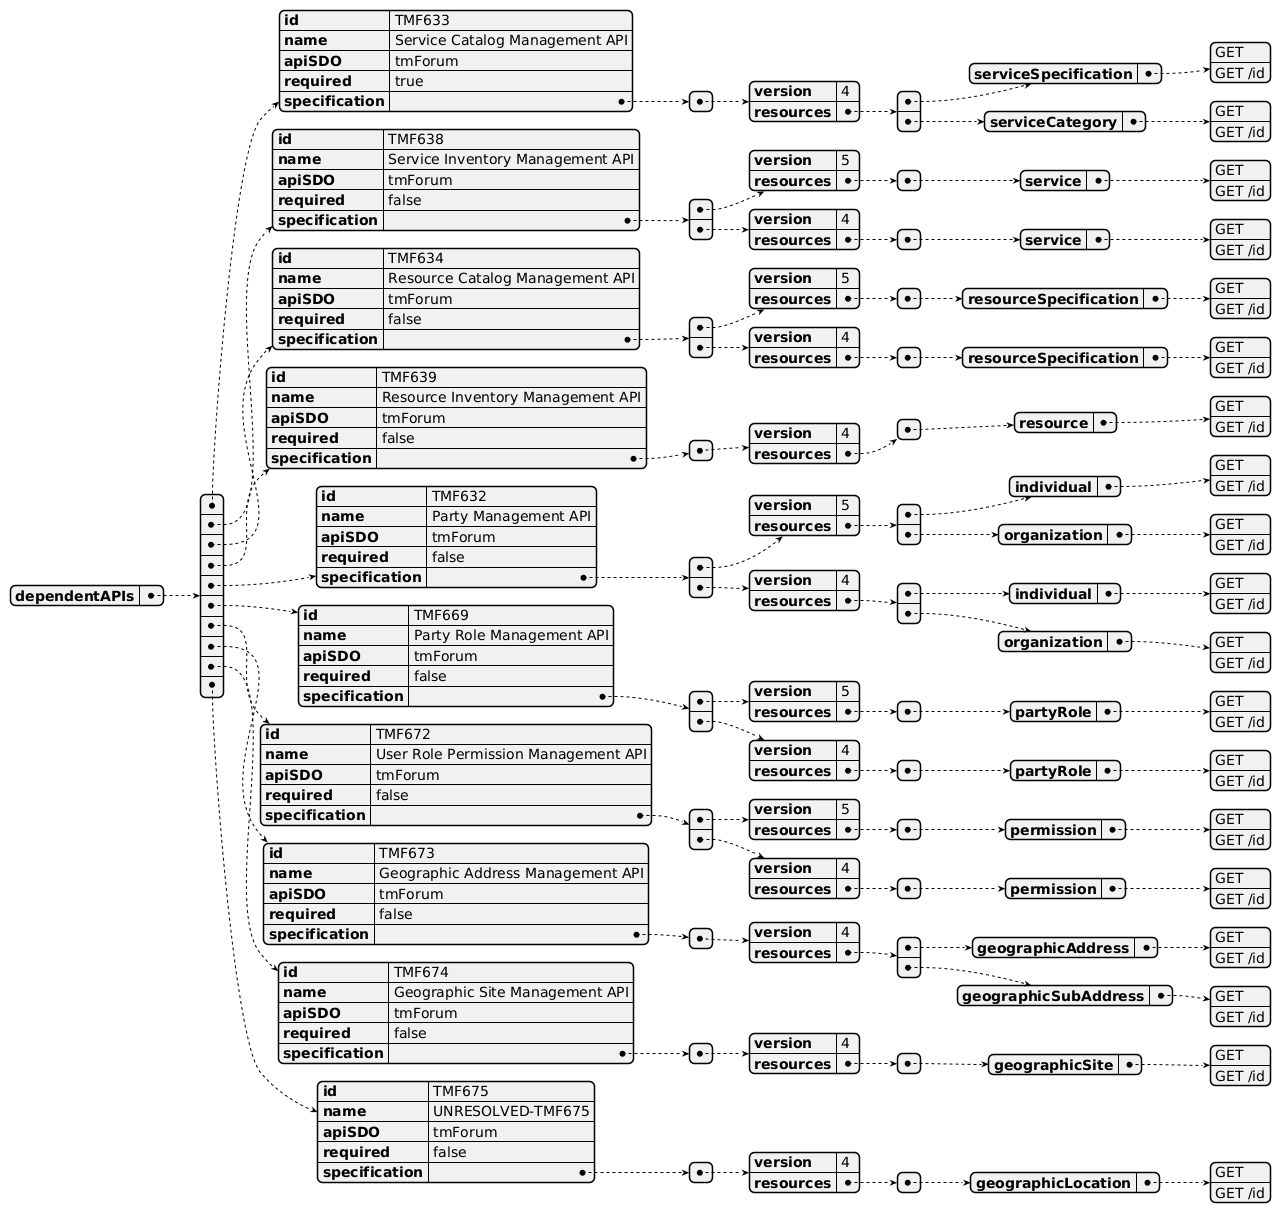 dependentAPIs
id TMF633
name Service Catalog Management API
apiSDO tmForum
required true
specification
version 4
resources
serviceSpecification
GET
GET /id
serviceCategory
GET
GET /id
id TMF638
name Service Inventory Management API
apiSDO tmForum
required false
specification
version 5
resources
service
GET
GET /id
version 4
resources
service
GET
GET /id
id TMF634
name Resource Catalog Management API
apiSDO tmForum
required false
specification
version 5
resources
resourceSpecification
GET
GET /id
version 4
resources
resourceSpecification
GET
GET /id
id TMF639
name Resource Inventory Management API
apiSDO tmForum
required false
specification
version 4
resources
resource
GET
GET /id
id TMF632
name Party Management API
apiSDO tmForum
required false
specification
version 5
resources
individual
GET
GET /id
organization
GET
GET /id
version 4
resources
individual
GET
GET /id
organization
GET
GET /id
id TMF669
name Party Role Management API
apiSDO tmForum
required false
specification
version 5
resources
partyRole
GET
GET /id
version 4
resources
partyRole
GET
GET /id
id TMF672
name User Role Permission Management API
apiSDO tmForum
required false
specification
version 5
resources
permission
GET
GET /id
version 4
resources
permission
GET
GET /id
id TMF673
name Geographic Address Management API
apiSDO tmForum
required false
specification
version 4
resources
geographicAddress
GET
GET /id
geographicSubAddress
GET
GET /id
id TMF674
name Geographic Site Management API
apiSDO tmForum
required false
specification
version 4
resources
geographicSite
GET
GET /id
id TMF675
name UNRESOLVED-TMF675
apiSDO tmForum
required false
specification
version 4
resources
geographicLocation
GET
GET /id